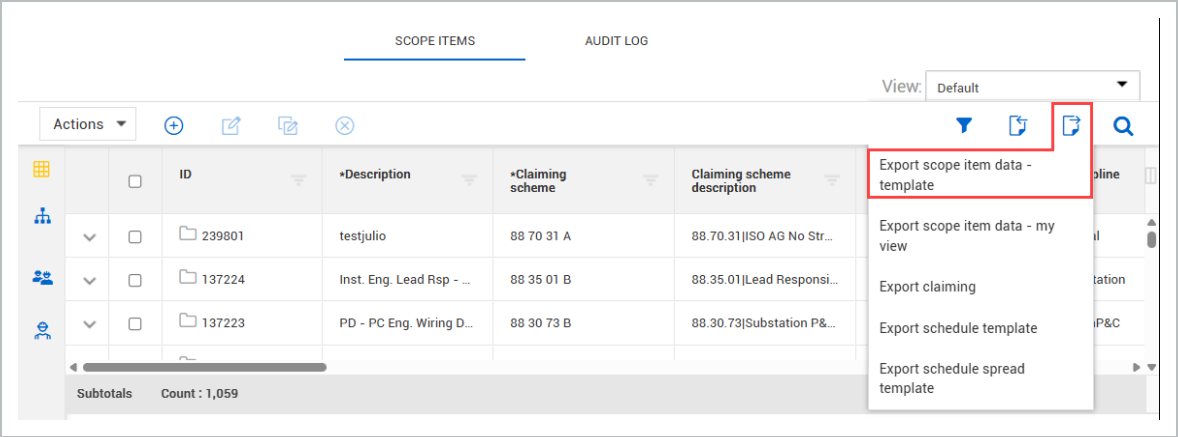 SCOPE ITEMS
AUDIT LOG
View:
Default
Actions
ID
*Description
*Claiming
scheme
Claiming scheme
description
pline
239801
testjulio
88 70 31 A
88.70.31|ISO AG No Str...
al
137224
Inst. Eng. Lead Rsp - ...
88 35 01 B
88.35.01|Lead Responsi...
tation
137223
PD - PC Eng. Wiring D...
88 30 73 B
88.30.73|Substation P&...
P&C
Export scope item data -
template
Export scope item data - my
view
Export claiming
Export schedule template
Export schedule spread
template
Subtotals
Count : 1,059